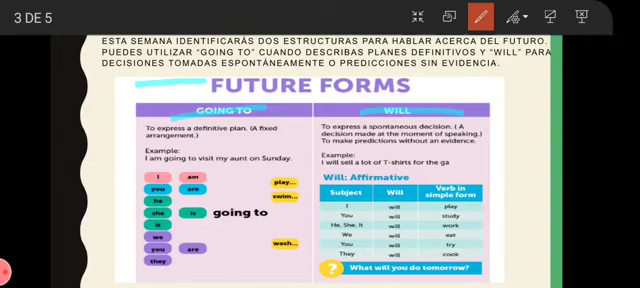 3 DE 5
ESTA SEMANA IDENTIFICARÁS DOS ESTRUCTURAS PARA HABLAR ACERCA DEL FUTURO.
PUEDES UTILIZAR "GOING TO" CUANDO DESCRIBAS PLANES DEFINITIVOS Y "WILL" PARA
DECISIONES TOMADAS ESPONTÁNEAMENTE O PREDICCIONES SIN EVIDENCIA.
FUTURE FORMS
GOING TO
To express a definitive plan. (A fixed
arrangement.)
Example:
I am going to visit my aunt on Sunday.
I am
you are
he
she is
it
we
you are
they
going to
play...
swim...
wash...
WILL
To express a spontaneous decision. ( A
decision made at the moment of speaking.)
To make predictions without an evidence.
Example:
I will sell a lot of T-shirts for the ga
Will: Affirmative
Subject Will Verb in simple form
I will play
You will study
He, She, It will work
We will eat
You will try
They will cook
? What will you do tomorrow?